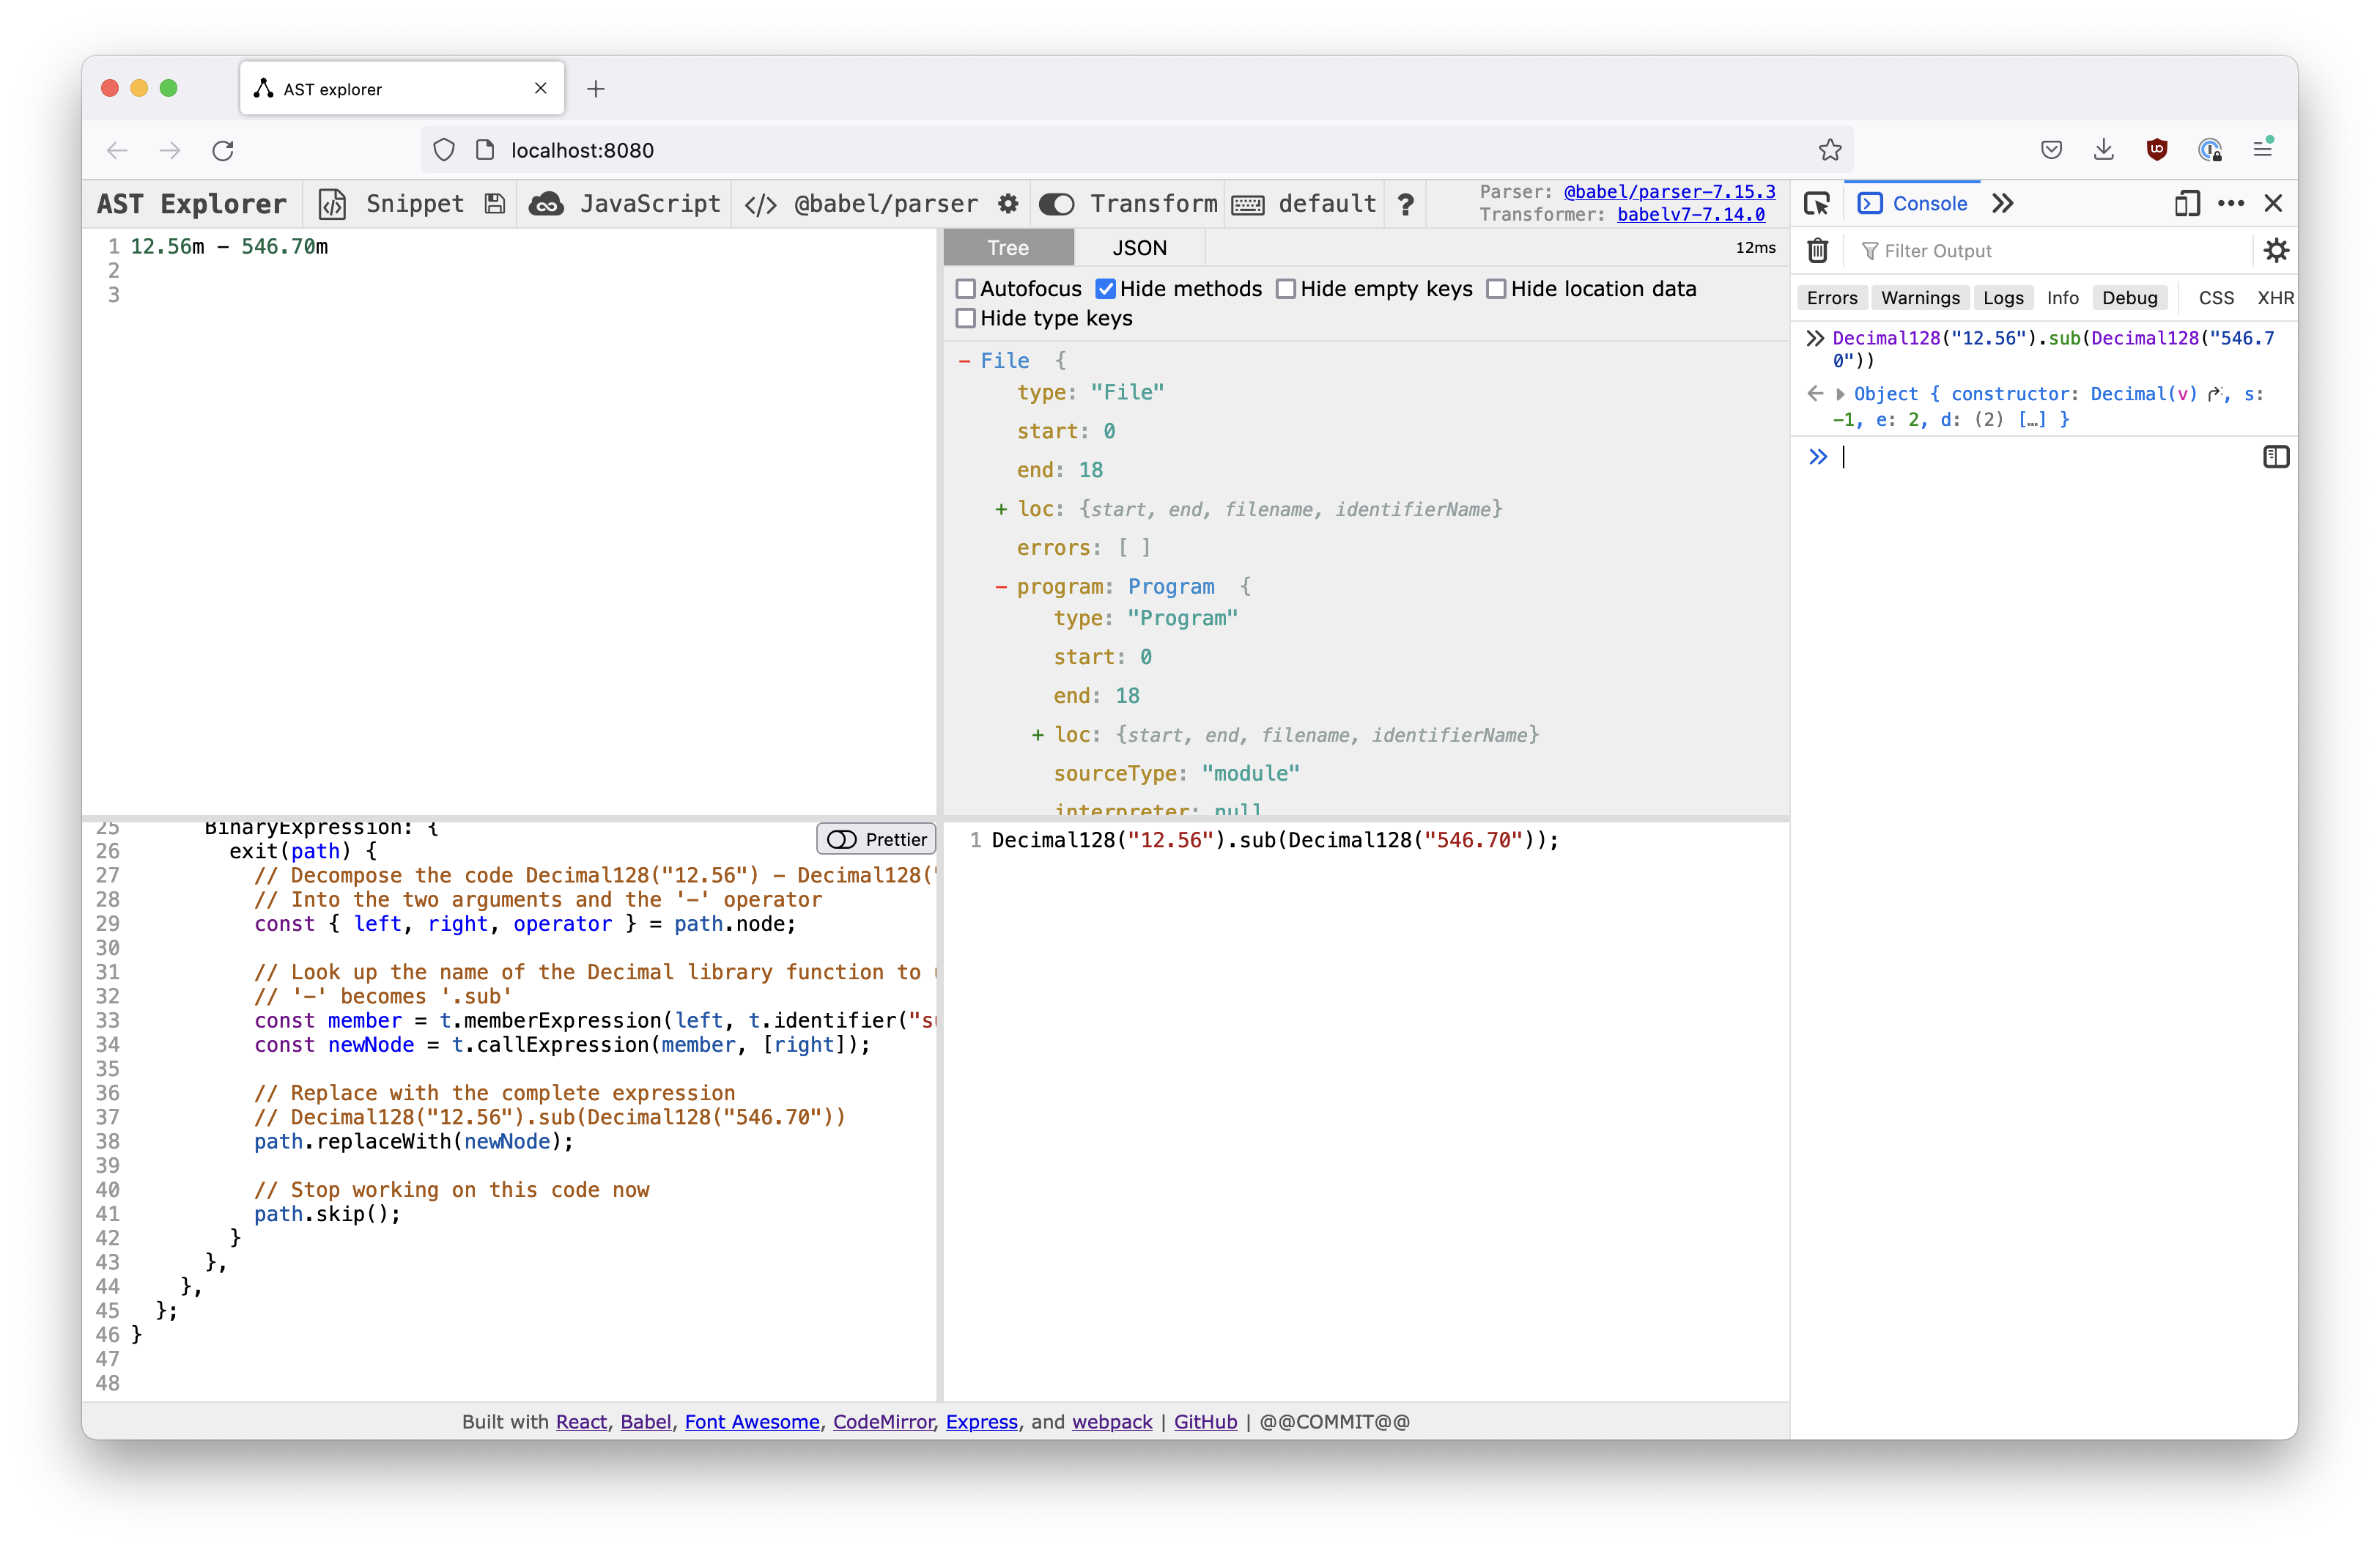 AST explorer
localhost:8080
AST Explorer Snippet JavaScript </> @babel/parser Transform default ?
Parser: @babel/parser-7.15.3
Transformer: babelv7-7.14.0
1 12.56m - 546.70m
2
3
Tree JSON 12ms
Autofocus Hide methods Hide empty keys Hide location data
Hide type keys
- File {
type: "File"
start: 0
end: 18
+ loc: {start, end, filename, identifierName}
errors: [ ]
- program: Program {
type: "Program"
start: 0
end: 18
+ loc: {start, end, filename, identifierName}
sourceType: "module"
interpreter: null
25 BinaryExpression: {
Prettier
26 exit(path) {
27 // Decompose the code Decimal128("12.56") - Decimal128("
28 // Into the two arguments and the '-' operator
29 const { left, right, operator } = path.node;
30
31 // Look up the name of the Decimal library function to
32 // '-' becomes '.sub'
33 const member = t.memberExpression(left, t.identifier("s
34 const newNode = t.callExpression(member, [right]);
35
36 // Replace with the complete expression
37 // Decimal128("12.56").sub(Decimal128("546.70"))
38 path.replaceWith(newNode);
39
40 // Stop working on this code now
41 path.skip();
42 }
43 },
44 },
45 };
46 }
47
48
1 Decimal128("12.56").sub(Decimal128("546.70"));
Built with React, Babel, Font Awesome, CodeMirror, Express, and webpack | GitHub | @@COMMIT@@
Console
Filter Output
Errors Warnings Logs Info Debug CSS XHR
Decimal128("12.56").sub(Decimal128("546.7
0"))
Object { constructor: Decimal(v), s:
-1, e: 2, d: (2) […] }